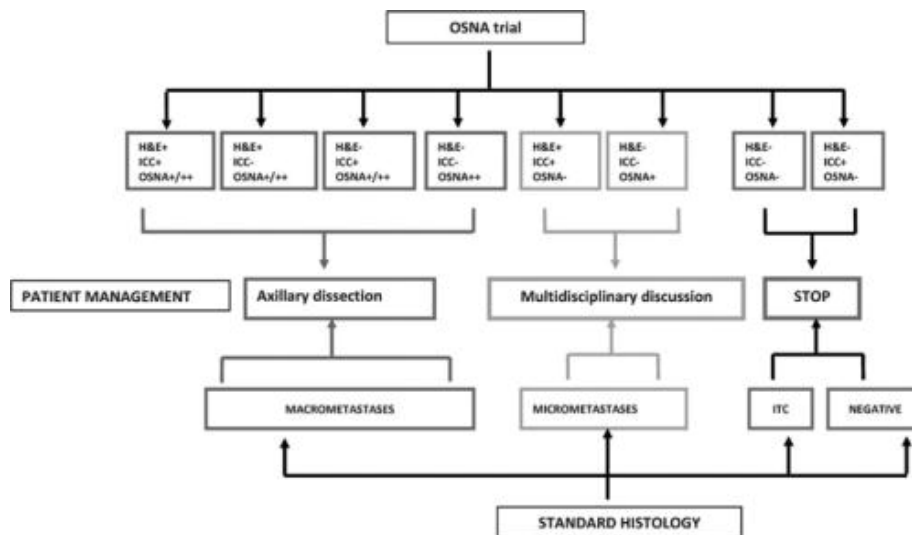 OSNA trial
H&E+
ICC+
OSNA+/++
H&E+
ICC-
OSNA+/++
H&E-
ICC+
OSNA+/++
H&E-
ICC-
OSNA++
H&E+
ICC+
OSNA-
H&E-
ICC-
OSNA+
H&E-
ICC-
OSNA-
H&E-
ICC+
OSNA-
PATIENT MANAGEMENT
Axillary dissection
Multidisciplinary discussion
STOP
MACROMETASTASES
MICROMETASTASES
ITC
NEGATIVE
STANDARD HISTOLOGY